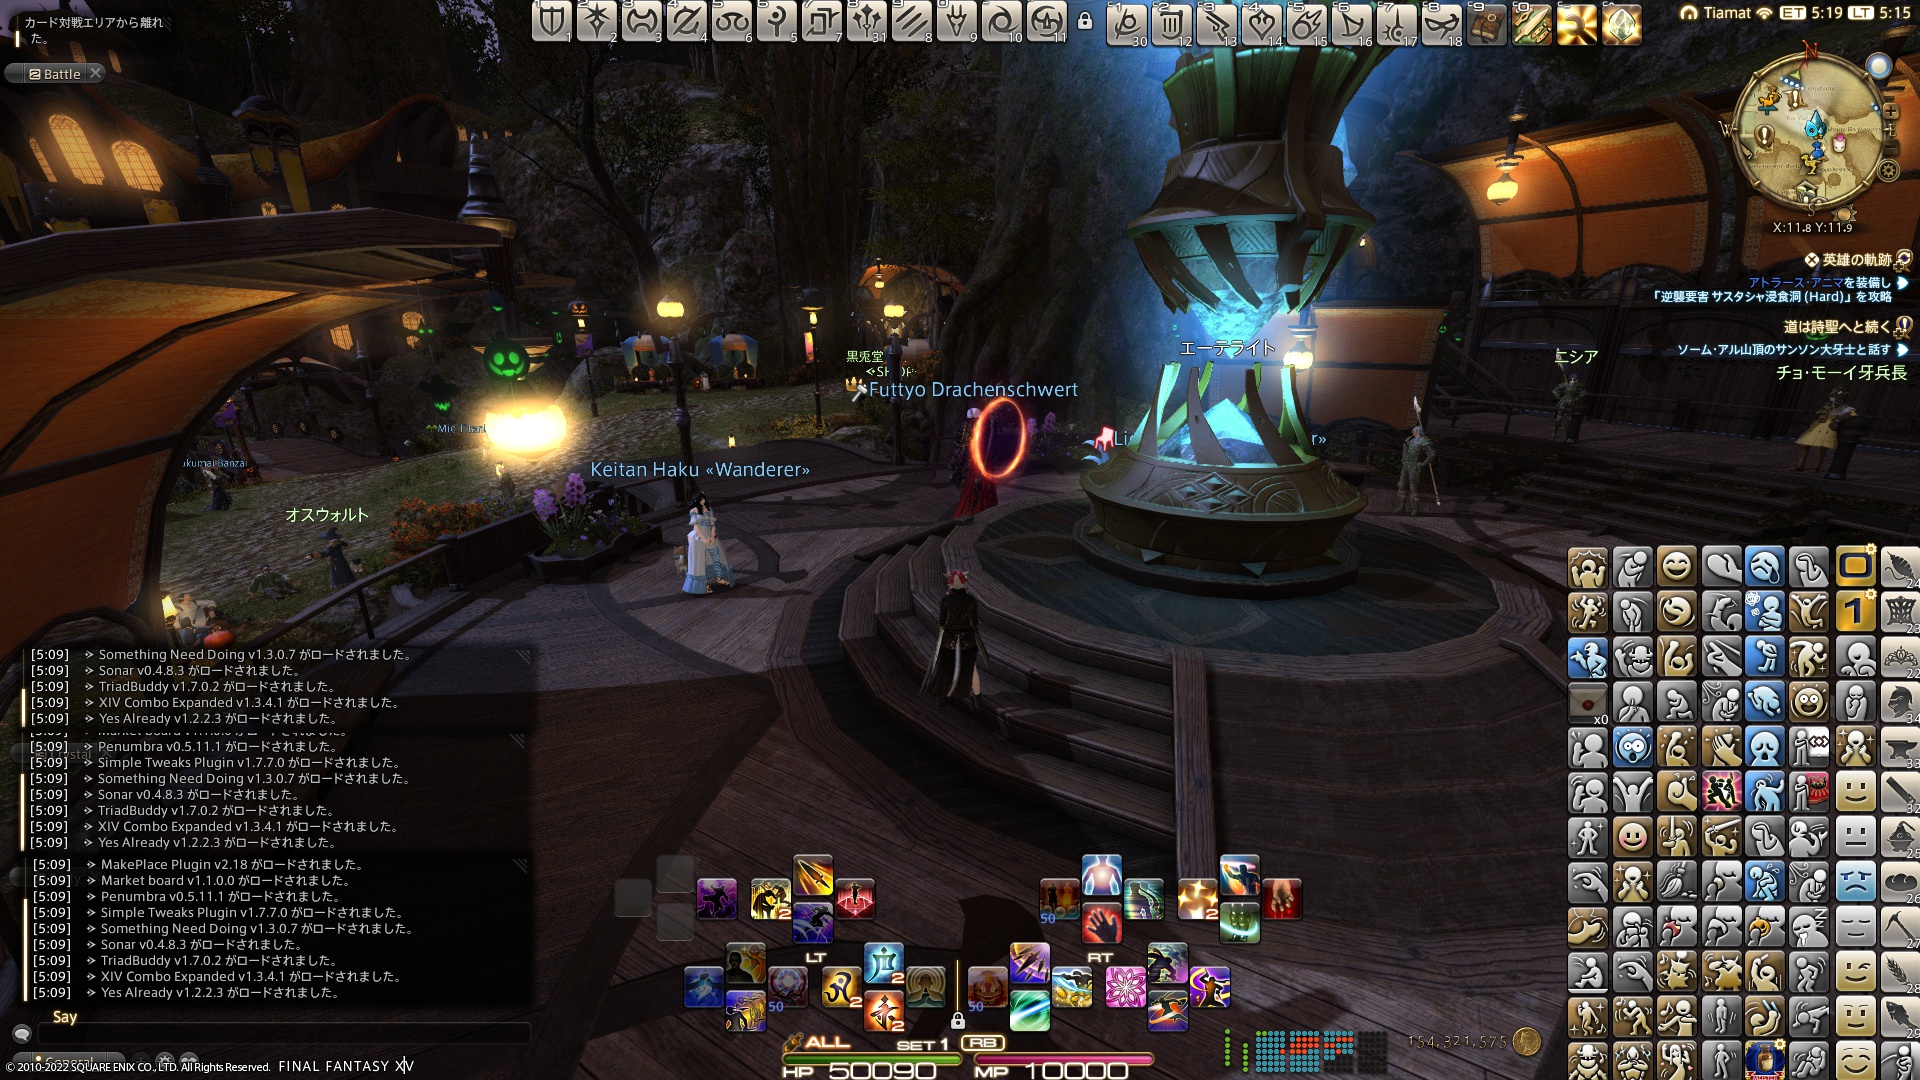 カード対戦エリアから離れ
た。
Battle
Tiamat ET 5:19 LT 5:15
X:11.8 Y:11.9
英雄の軌跡
アトラース・アニマを装備し
「逆襲要害 サスタシャ浸食洞 (Hard)」を攻略
道は詩聖へと続く
ソーム・アル山頂のサンソン大牙士と話す
チョ・モーイ牙兵長
ニシア
エーテライト
黒兎堂
Futtyo Drachenschwert
Keitan Haku «Wanderer»
オスウォルト
[5:09] Something Need Doing v1.3.0.7 がロードされました。
[5:09] Sonar v0.4.8.3 がロードされました。
[5:09] TriadBuddy v1.7.0.2 がロードされました。
[5:09] XIV Combo Expanded v1.3.4.1 がロードされました。
[5:09] Yes Already v1.2.2.3 がロードされました。
[5:09] Penumbra v0.5.11.1 がロードされました。
[5:09] Simple Tweaks Plugin v1.7.7.0 がロードされました。
[5:09] Something Need Doing v1.3.0.7 がロードされました。
[5:09] Sonar v0.4.8.3 がロードされました。
[5:09] TriadBuddy v1.7.0.2 がロードされました。
[5:09] XIV Combo Expanded v1.3.4.1 がロードされました。
[5:09] Yes Already v1.2.2.3 がロードされました。
[5:09] MakePlace Plugin v2.18 がロードされました。
[5:09] Market board v1.1.0.0 がロードされました。
[5:09] Penumbra v0.5.11.1 がロードされました。
[5:09] Simple Tweaks Plugin v1.7.7.0 がロードされました。
[5:09] Something Need Doing v1.3.0.7 がロードされました。
[5:09] Sonar v0.4.8.3 がロードされました。
[5:09] TriadBuddy v1.7.0.2 がロードされました。
[5:09] XIV Combo Expanded v1.3.4.1 がロードされました。
[5:09] Yes Already v1.2.2.3 がロードされました。
Say
General
© 2010-2022 SQUARE ENIX CO., LTD. All Rights Reserved. FINAL FANTASY XIV
LT
RT
ALL SET 1 RB
HP 50090 MP 10000
154,321,575